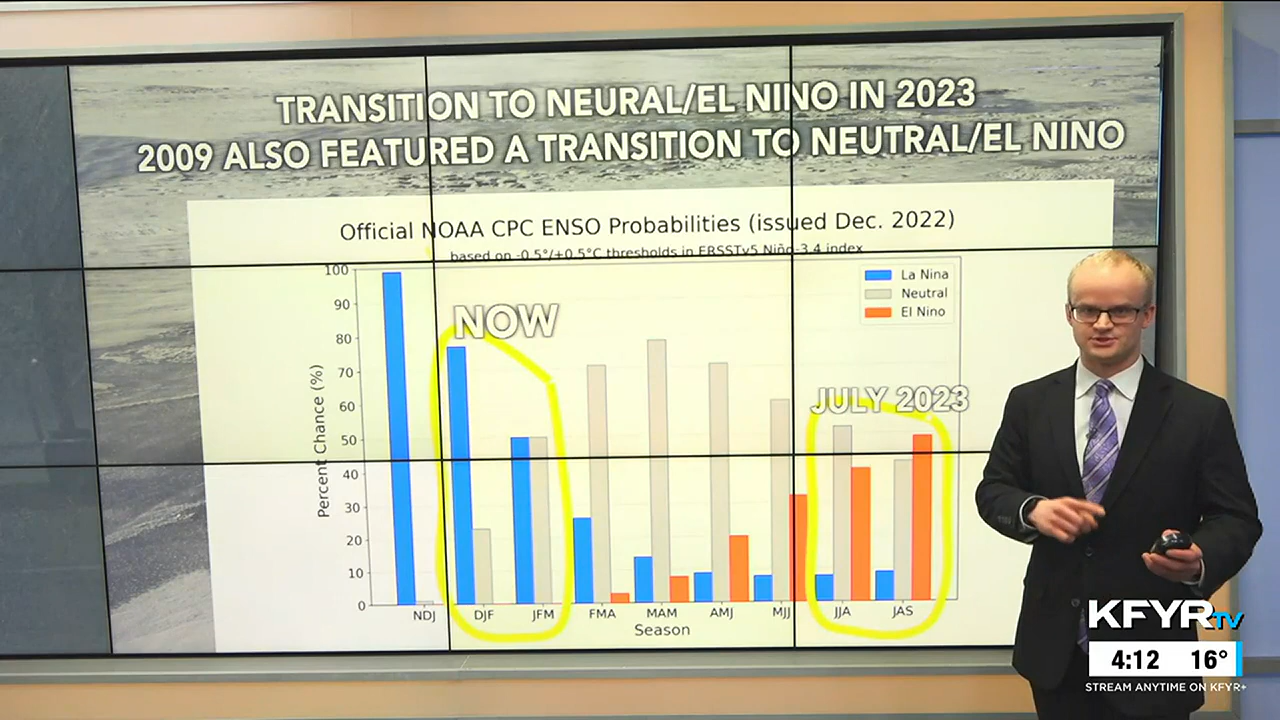 TRANSITION TO NEURAL/EL NINO IN 2023
2009 ALSO FEATURED A TRANSITION TO NEUTRAL/EL NINO
Official NOAA CPC ENSO Probabilities (issued Dec. 2022)
based on -0.5°/+0.5°C thresholds in ERSSTv5 Niño-3.4 index
La Nina
Neutral
El Nino
NOW
JULY 2023
Percent Chance (%)
100
90
80
70
60
50
40
30
20
10
0
NDJ DJF JFM FMA MAM AMJ MJJ JJA JAS
Season
KFYR TV
4:12 16°
STREAM ANYTIME ON KFYR+